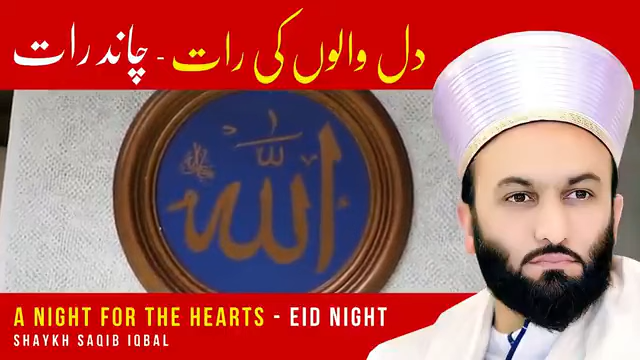 دل والوں کی رات - چاند رات
الله
A NIGHT FOR THE HEARTS - EID NIGHT
SHAYKH SAQIB IQBAL